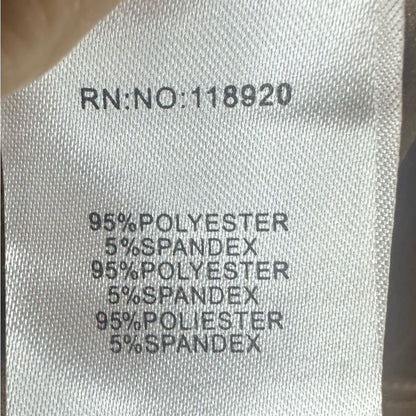 RN:NO:118920
95%POLYESTER
5%SPANDEX
95%POLYESTER
5%SPANDEX
95%POLIESTER
5%SPANDEX